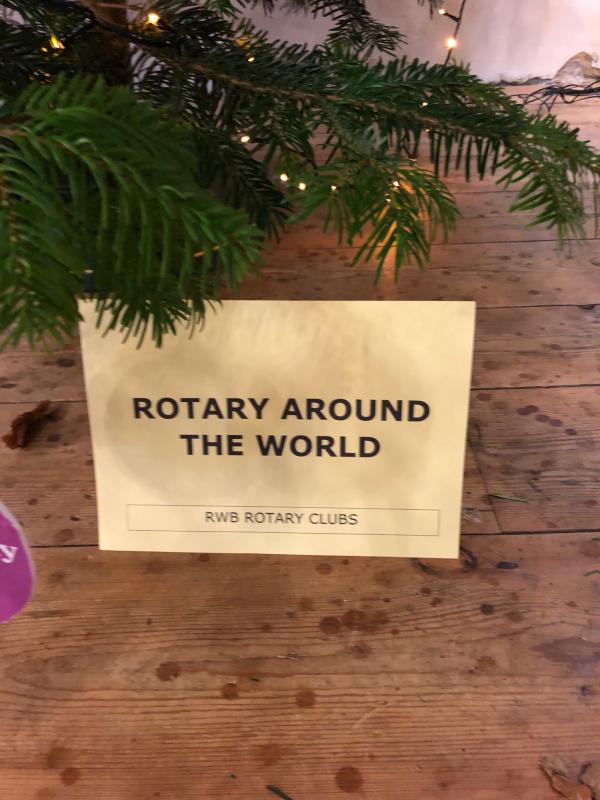 ROTARY AROUND
THE WORLD
RWB ROTARY CLUBS
y